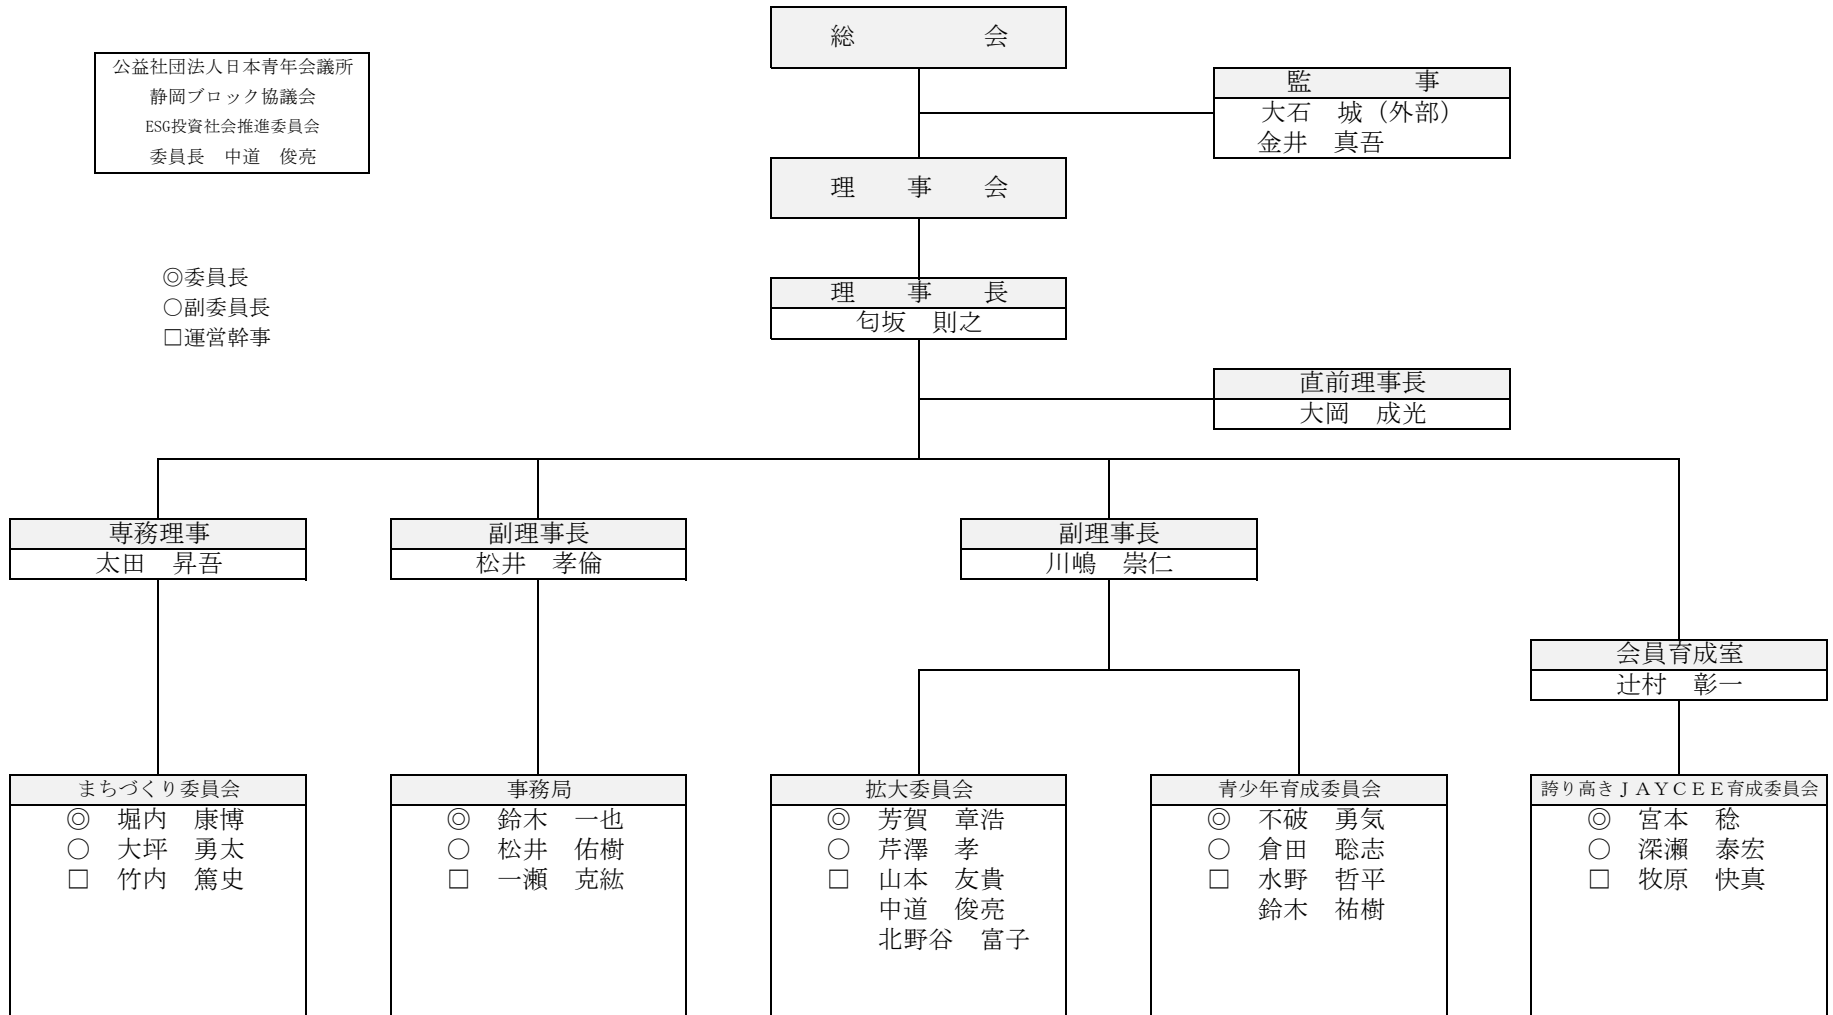 総　　　　　会
公益社団法人日本青年会議所
静岡ブロック協議会
ESG投資社会推進委員会
委員長　中道　俊亮
監　　　　事
大石　城（外部）
金井　真吾
理　　事　　会
◎委員長
○副委員長
□運営幹事
理　　事　　長
匂坂　則之
直前理事長
大岡　成光
専務理事
太田　昇吾
副理事長
松井　孝倫
副理事長
川嶋　崇仁
会員育成室
辻村　彰一
まちづくり委員会
◎　堀内　康博
○　大坪　勇太
□　竹内　篤史
事務局
◎　鈴木　一也
○　松井　佑樹
□　一瀬　克紘
拡大委員会
◎　芳賀　章浩
○　芹澤　孝
□　山本　友貴
中道　俊亮
北野谷　富子
青少年育成委員会
◎　不破　勇気
○　倉田　聡志
□　水野　哲平
鈴木　祐樹
誇り高きＪＡＹＣＥＥ育成委員会
◎　宮本　稔
○　深瀬　泰宏
□　牧原　快真